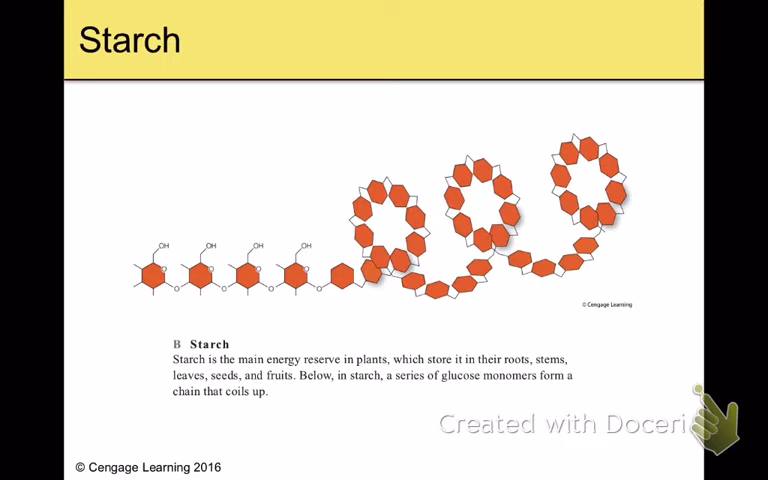 Starch
OH OH OH OH
O O O O
O O O O
© Cengage Learning
B Starch
Starch is the main energy reserve in plants, which store it in their roots, stems,
leaves, seeds, and fruits. Below, in starch, a series of glucose monomers form a
chain that coils up.
Created with Doceri
© Cengage Learning 2016